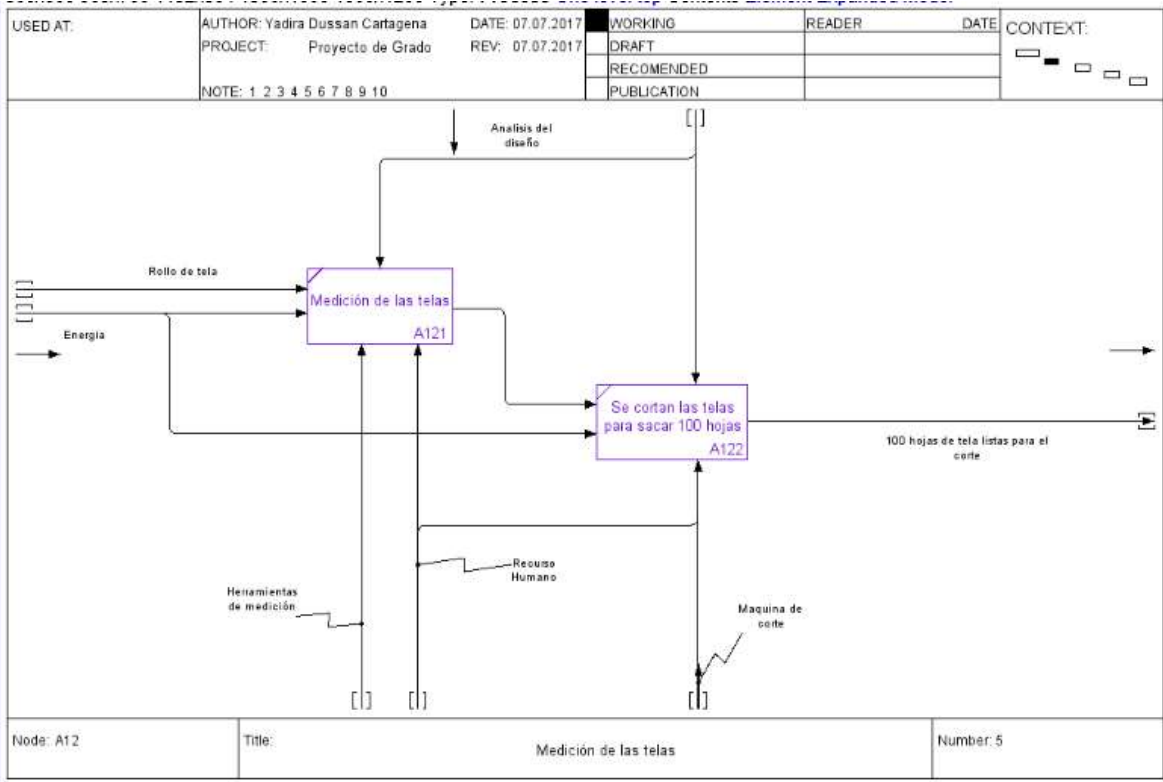 USED AT:
AUTHOR: Yadira Dussan Cartagena
DATE: 07.07.2017
PROJECT: Proyecto de Grado
REV: 07.07.2017
NOTE: 1 2 3 4 5 6 7 8 9 10
WORKING
DRAFT
RECOMENDED
PUBLICATION
READER
DATE
CONTEXT:
Analisis del
diseño
Rollo de tela
Energia
Medición de las telas
A121
Se cortan las telas
para sacar 100 hojas
A122
100 hojas de tela listas para el
corte
Recurso
Humano
Herramientas
de medición
Maquina de
corte
Node: A12
Title:
Medición de las telas
Number: 5